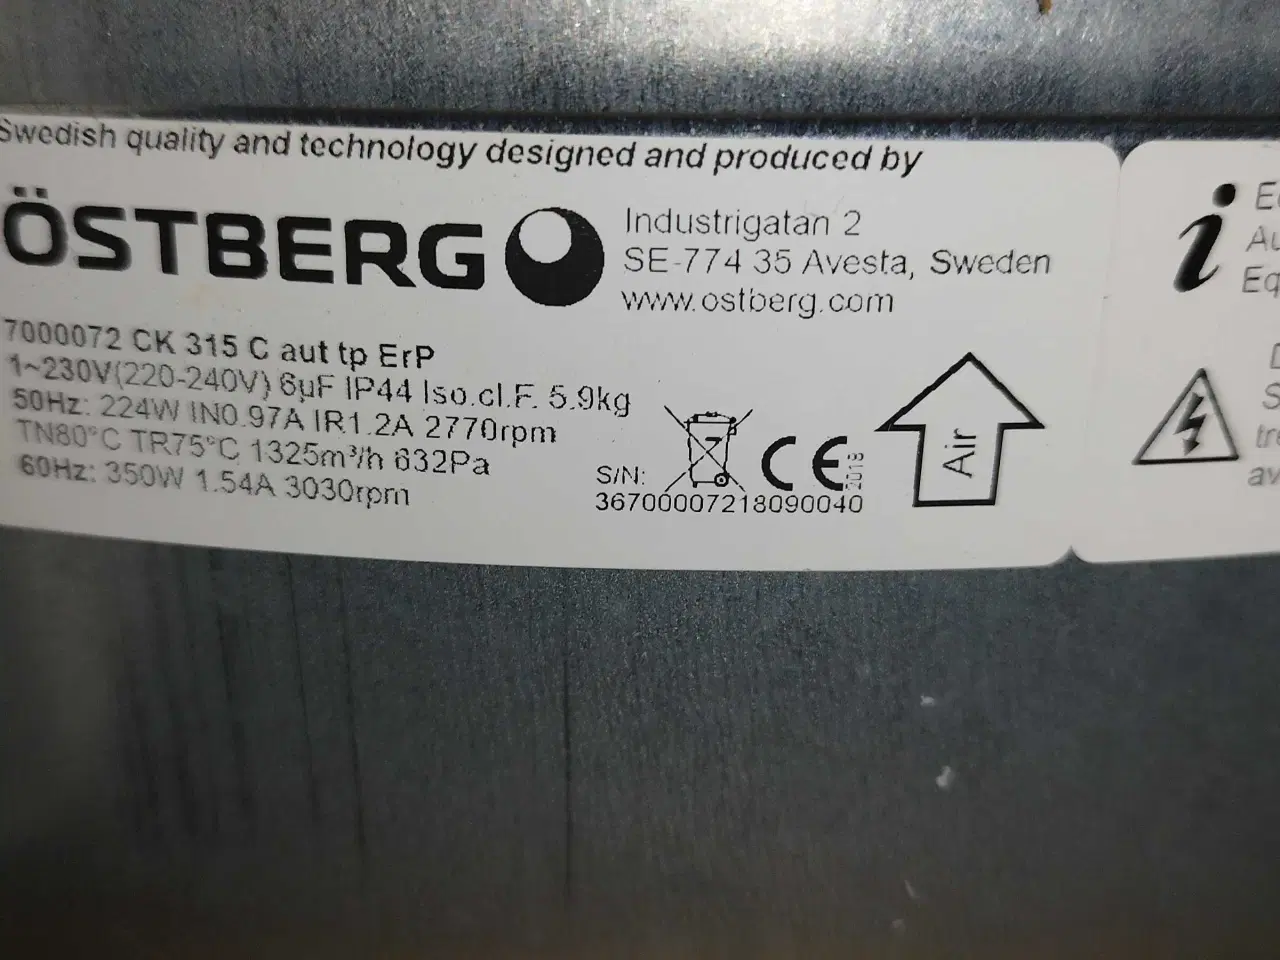 Swedish quality and technology designed and produced by
ÖSTBERG
Industrigatan 2
SE-774 35 Avesta, Sweden
www.ostberg.com
7000072 CK 315 C aut tp ErP
1~230V(220-240V) 6µF IP44 Iso.cl.F. 5.9kg
50Hz: 224W IN0.97A IR1.2A 2770rpm
TN80°C TR75°C 1325m³/h 632Pa
60Hz: 350W 1.54A 3030rpm
S/N:
36700007218090040
CE
2018
Air
i
Eq